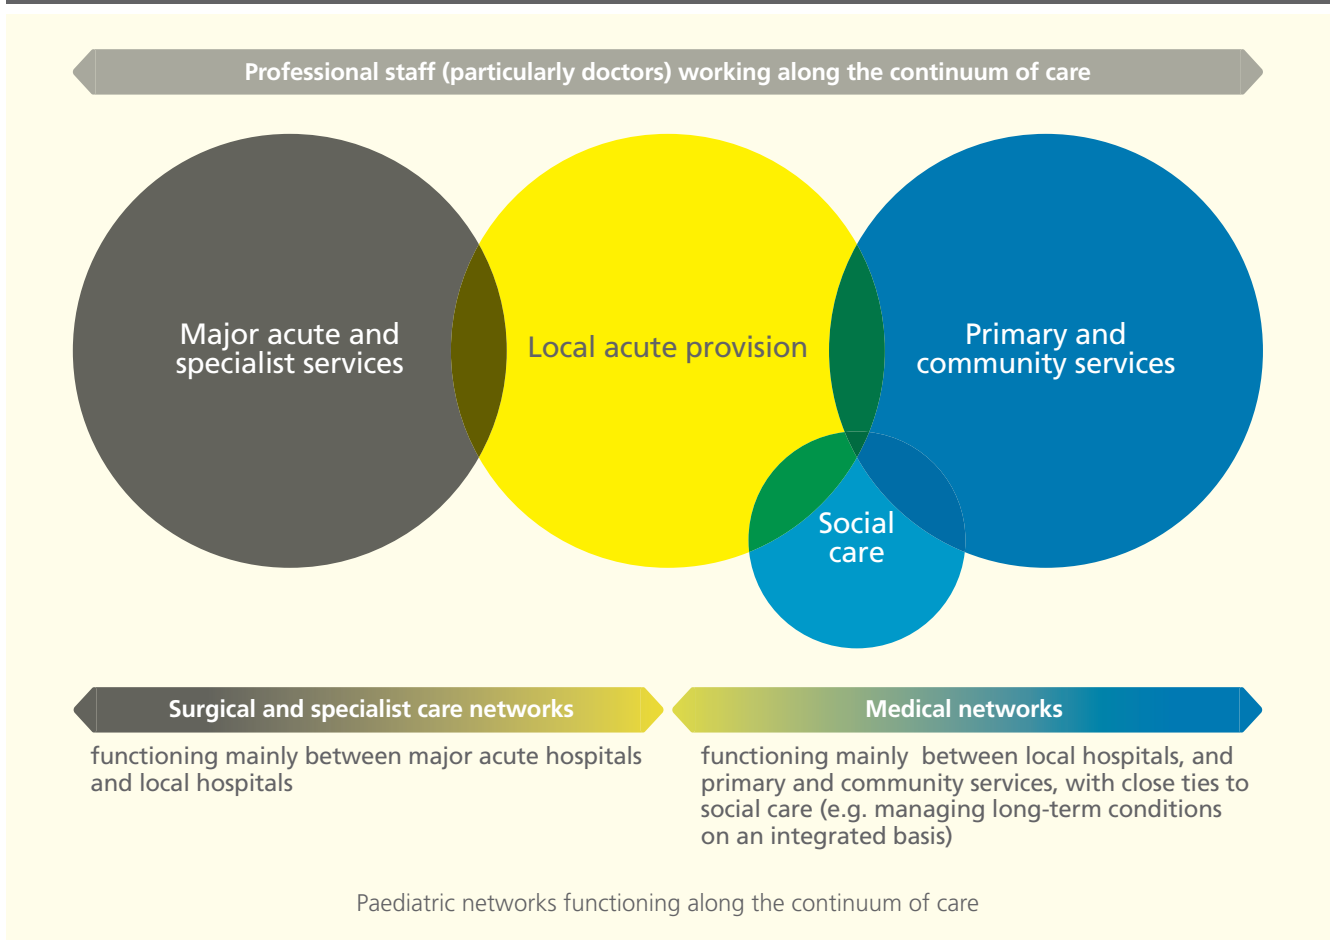 Professional staff (particularly doctors) working along the continuum of care
Major acute and
specialist services
Local acute provision
Primary and
community services
Social
care
Surgical and specialist care networks
functioning mainly between major acute hospitals
and local hospitals
Medical networks
functioning mainly  between local hospitals, and
primary and community services, with close ties to
social care (e.g. managing long-term conditions
on an integrated basis)
Paediatric networks functioning along the continuum of care